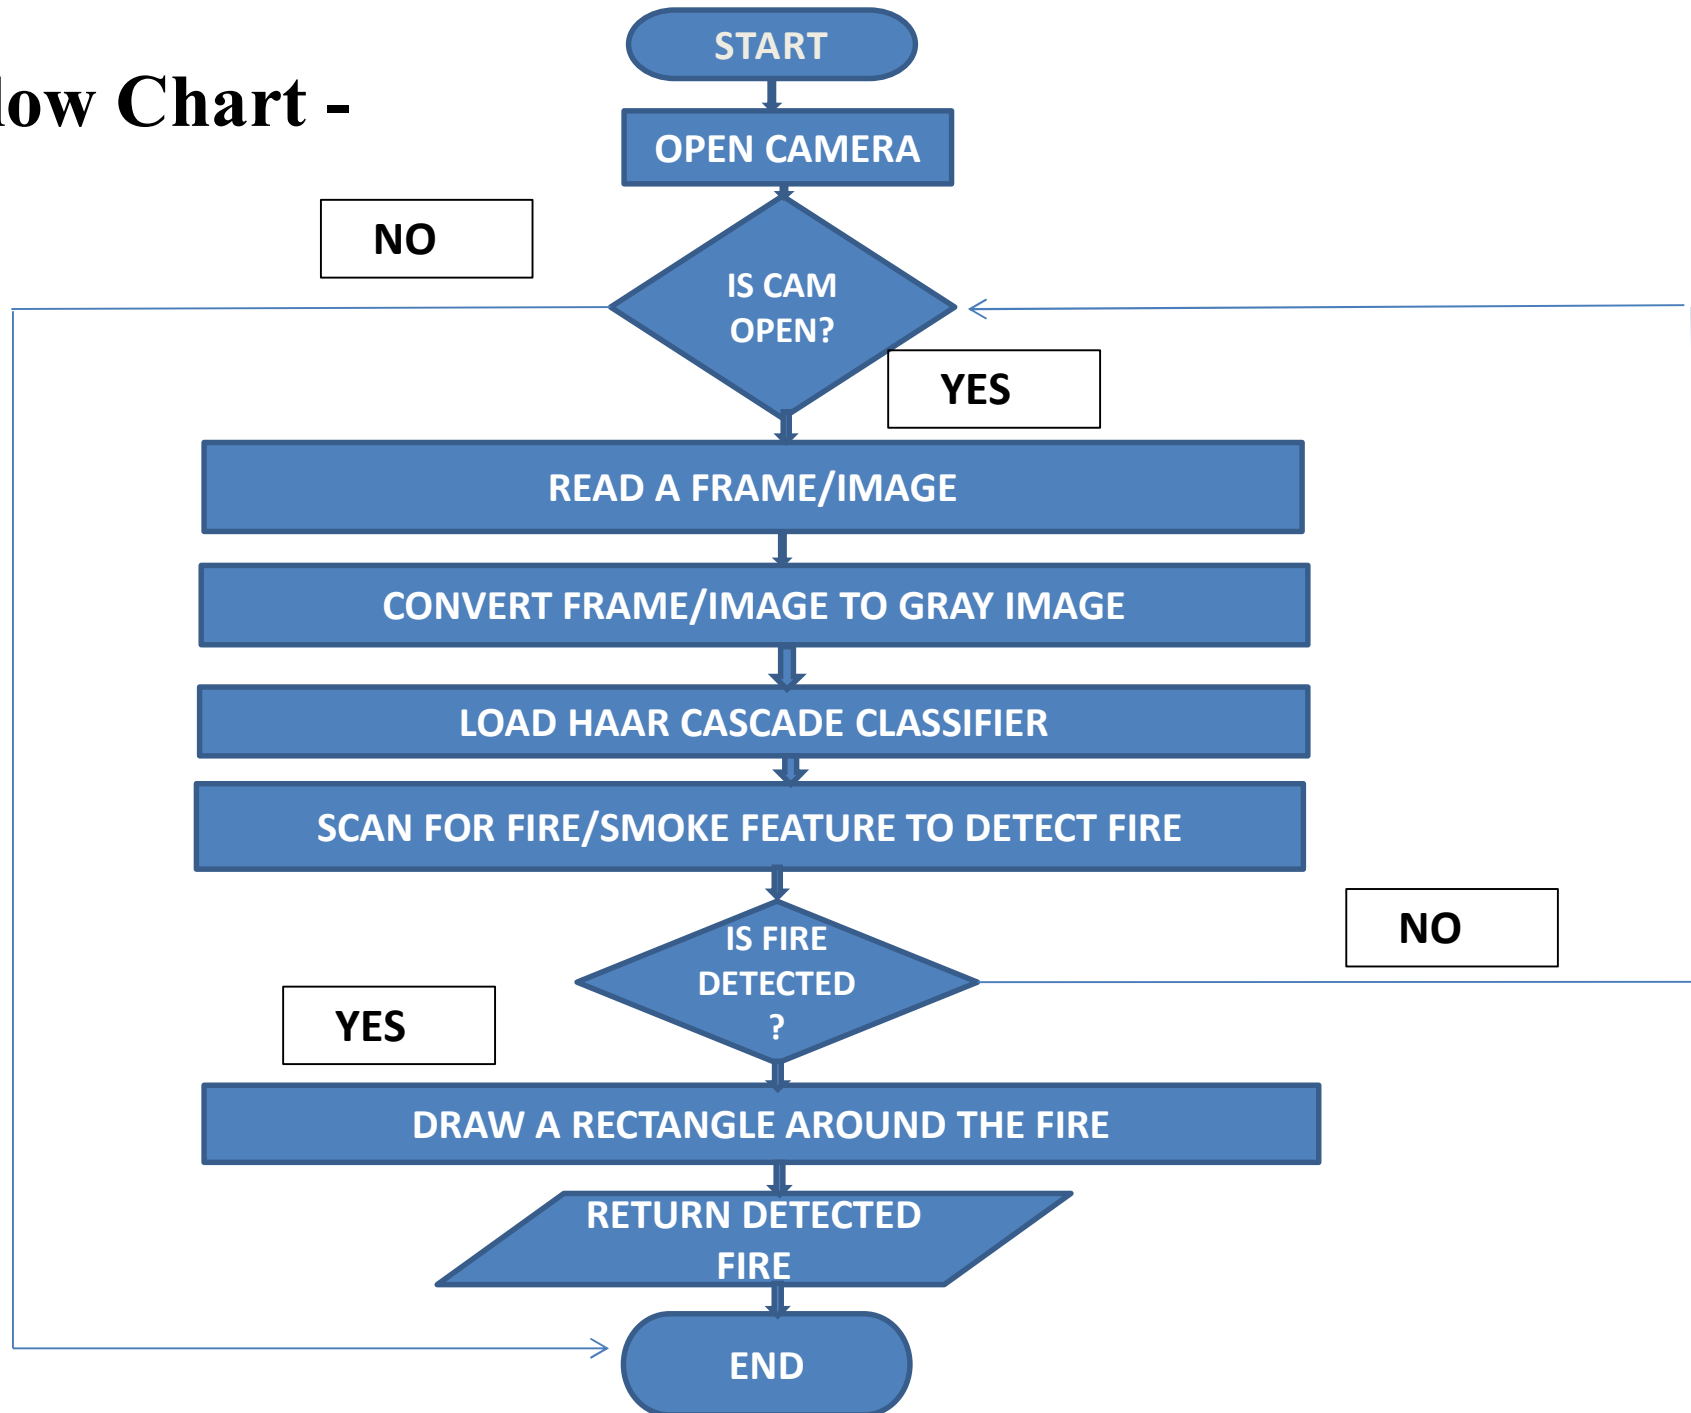 START
low Chart -
OPEN CAMERA
NO
IS CAM
OPEN?
YES
READ A FRAME/IMAGE
CONVERT FRAME/IMAGE TO GRAY IMAGE
LOAD HAAR CASCADE CLASSIFIER
SCAN FOR FIRE/SMOKE FEATURE TO DETECT FIRE
IS FIRE
DETECTED
?
NO
YES
DRAW A RECTANGLE AROUND THE FIRE
RETURN DETECTED
FIRE
END